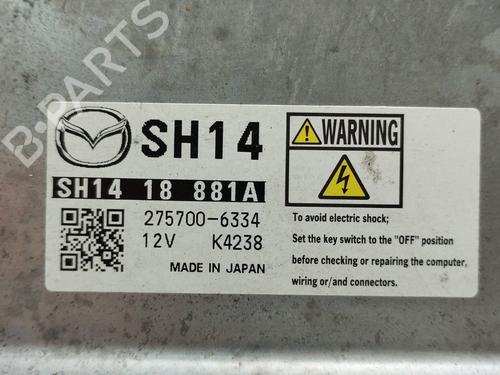 B-PARTS
SH14
SH14 18 881A
275700-6334
12V K4238
MADE IN JAPAN
WARNING
To avoid electric shock;
Set the key switch to the "OFF" position
before checking or repairing the computer,
wiring or/and connectors.